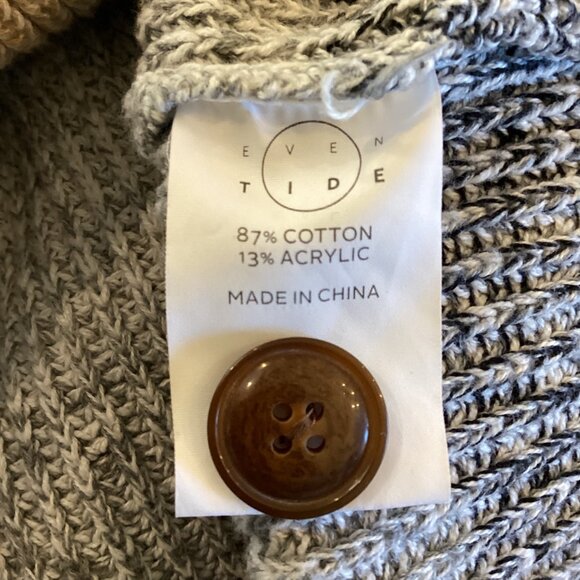 EVEN
TIDE
87% COTTON
13% ACRYLIC
MADE IN CHINA